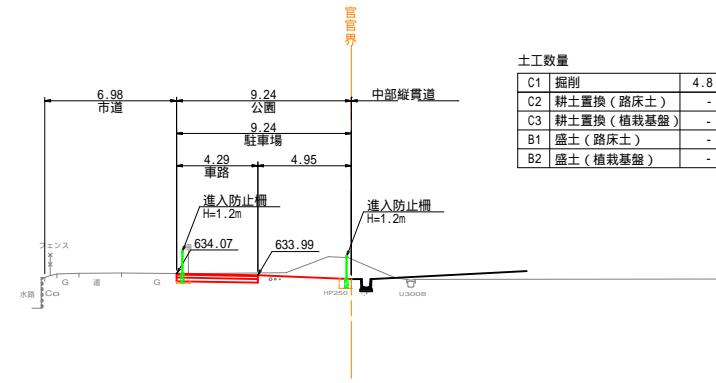 官官界
土工数量
C1 掘削 4.8
C2 耕土置換（路床土） -
C3 耕土置換（植栽基盤） -
B1 盛土（路床土） -
B2 盛土（植栽基盤） -
6.98 9.24 中部縦貫道
市道 公園
9.24
駐車場
4.29 4.95
車路
進入防止柵
H=1.2m
進入防止柵
H=1.2m
634.07 633.99
フェンス
G 道 G
水路 Co
HP250 U300B